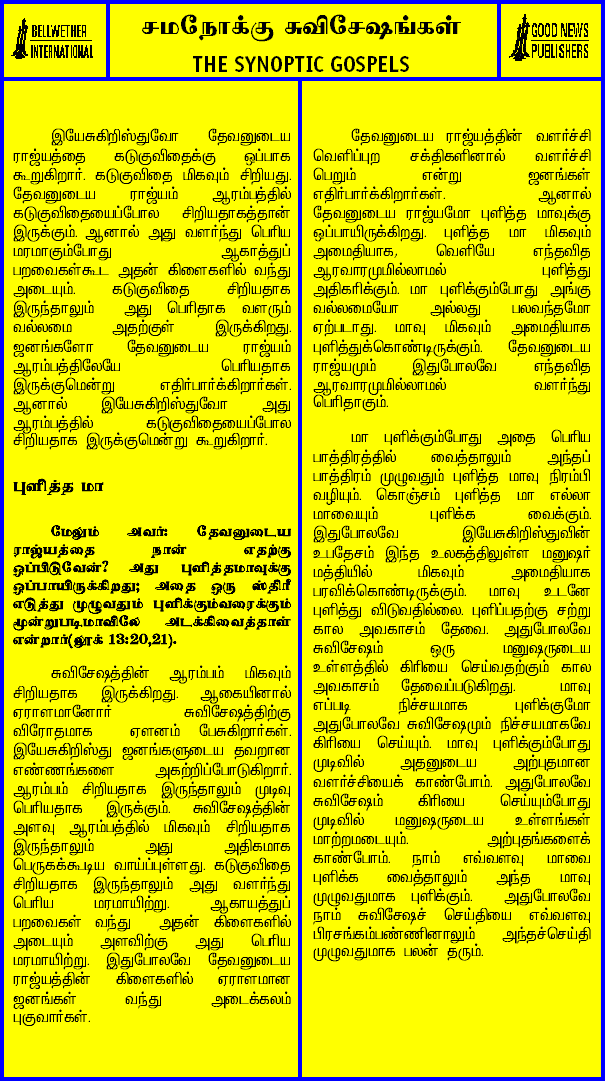 BELLWETHER
INTERNATIONAL
சமநோக்கு சுவிசேஷங்கள்
THE SYNOPTIC GOSPELS
GOOD NEWS
PUBLISHERS
இயேசுகிறிஸ்துவோ தேவனுடைய
ராஜ்யத்தை கடுகுவிதைக்கு ஒப்பாக
கூறுகிறார். கடுகுவிதை மிகவும் சிறியது.
தேவனுடைய ராஜ்யம் ஆரம்பத்தில்
கடுகுவிதையைப்போல சிறியதாகத்தான்
இருக்கும். ஆனால் அது வளர்ந்து பெரிய
மரமாகும்போது ஆகாத்துப்
பறவைகள்கூட அதன் கிளைகளில் வந்து
அடையும். கடுகுவிதை சிறியதாக
இருந்தாலும் அது பெரிதாக வளரும்
வல்லமை அதற்குள் இருக்கிறது.
ஜனங்களோ தேவனுடைய ராஜ்யம்
ஆரம்பத்திலேயே பெரியதாக
இருக்குமென்று எதிர்பார்க்கிறார்கள்.
ஆனால் இயேசுகிறிஸ்துவோ அது
ஆரம்பத்தில் கடுகுவிதையைப்போல
சிறியதாக இருக்குமென்று கூறுகிறார்.
புளித்த மா
மேலும் அவர்: தேவனுடைய
ராஜ்யத்தை நான் எதற்கு
ஒப்பிடுவேன்? அது புளித்தமாவுக்கு
ஒப்பாயிருக்கிறது; அதை ஒரு ஸ்திரீ
எடுத்து முழுவதும் புளிக்கும்வரைக்கும்
மூன்றுபடிமாவிலே அடக்கிவைத்தாள்
என்றார்(லூக் 13:20,21).
சுவிசேஷத்தின் ஆரம்பம் மிகவும்
சிறியதாக இருக்கிறது. ஆகையினால்
ஏராளமானோர் சுவிசேஷத்திற்கு
விரோதமாக ஏளனம் பேசுகிறார்கள்.
இயேசுகிறிஸ்து ஜனங்களுடைய தவறான
எண்ணங்களை அகற்றிப்போடுகிறார்.
ஆரம்பம் சிறியதாக இருந்தாலும் முடிவு
பெரியதாக இருக்கும். சுவிசேஷத்தின்
அளவு ஆரம்பத்தில் மிகவும் சிறியதாக
இருந்தாலும் அது அதிகமாக
பெருகக்கூடிய வாய்ப்புள்ளது. கடுகுவிதை
சிறியதாக இருந்தாலும் அது வளர்ந்து
பெரிய மரமாயிற்று. ஆகாயத்துப்
பறவைகள் வந்து அதன் கிளைகளில்
அடையும் அளவிற்கு அது பெரிய
மரமாயிற்று. இதுபோலவே தேவனுடைய
ராஜ்யத்தின் கிளைகளில் ஏராளமான
ஜனங்கள் வந்து அடைக்கலம்
புகுவார்கள்.
தேவனுடைய ராஜ்யத்தின் வளர்ச்சி
வெளிப்புற சக்திகளினால் வளர்ச்சி
பெறும் என்று ஜனங்கள்
எதிர்பார்க்கிறார்கள். ஆனால்
தேவனுடைய ராஜ்யமோ புளித்த மாவுக்கு
ஒப்பாயிருக்கிறது. புளித்த மா மிகவும்
அமைதியாக, வெளியே எந்தவித
ஆரவாரமுமில்லாமல் புளித்து
அதிகரிக்கும். மா புளிக்கும்போது அங்கு
வல்லமையோ அல்லது பலவந்தமோ
ஏற்படாது. மாவு மிகவும் அமைதியாக
புளித்துக்கொண்டிருக்கும். தேவனுடைய
ராஜ்யமும் இதுபோலவே எந்தவித
ஆரவாரமுமில்லாமல் வளர்ந்து
பெரிதாகும்.
மா புளிக்கும்போது அதை பெரிய
பாத்திரத்தில் வைத்தாலும் அந்தப்
பாத்திரம் முழுவதும் புளித்த மாவு நிரம்பி
வழியும். கொஞ்சம் புளித்த மா எல்லா
மாவையும் புளிக்க வைக்கும்.
இதுபோலவே இயேசுகிறிஸ்துவின்
உபதேசம் இந்த உலகத்திலுள்ள மனுஷர்
மத்தியில் மிகவும் அமைதியாக
பரவிக்கொண்டிருக்கும். மாவு உடனே
புளித்து விடுவதில்லை. புளிப்பதற்கு சற்று
கால அவகாசம் தேவை. அதுபோலவே
சுவிசேஷம் ஒரு மனுஷருடைய
உள்ளத்தில் கிரியை செய்வதற்கும் கால
அவகாசம் தேவைப்படுகிறது. மாவு
எப்படி நிச்சயமாக புளிக்குமோ
அதுபோலவே சுவிசேஷமும் நிச்சயமாகவே
கிரியை செய்யும். மாவு புளிக்கும்போது
முடிவில் அதனுடைய அற்புதமான
வளர்ச்சியைக் காண்போம். அதுபோலவே
சுவிசேஷம் கிரியை செய்யும்போது
முடிவில் மனுஷருடைய உள்ளங்கள்
மாற்றமடையும். அற்புதங்களைக்
காண்போம். நாம் எவ்வளவு மாவை
புளிக்க வைத்தாலும் அந்த மாவு
முழுவதுமாக புளிக்கும். அதுபோலவே
நாம் சுவிசேஷச் செய்தியை எவ்வளவு
பிரசங்கம்பண்ணினாலும் அந்தச்செய்தி
முழுவதுமாக பலன் தரும்.